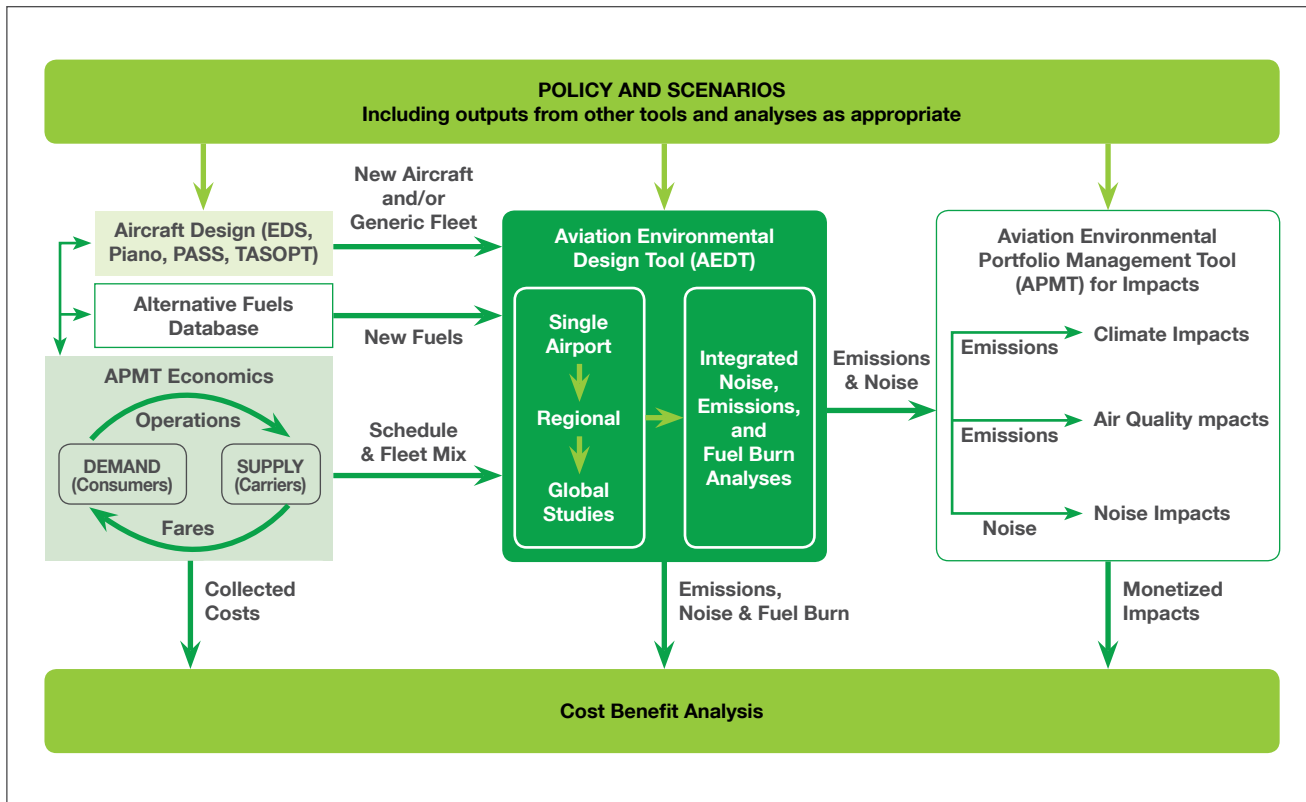 POLICY AND SCENARIOS
Including outputs from other tools and analyses as appropriate
New Aircraft
and/or
Generic Fleet
Aircraft Design (EDS,
Piano, PASS, TASOPT)
Alternative Fuels
Database
New Fuels
APMT Economics
Operations
DEMAND
(Consumers)
SUPPLY
(Carriers)
Fares
Schedule
& Fleet Mix
Aviation Environmental
Design Tool (AEDT)
Single
Airport
Regional
Global
Studies
Integrated
Noise,
Emissions,
and
Fuel Burn
Analyses
Emissions
& Noise
Aviation Environmental
Portfolio Management Tool
(APMT) for Impacts
Emissions
Climate Impacts
Emissions
Air Quality mpacts
Noise
Noise Impacts
Collected
Costs
Emissions,
Noise & Fuel Burn
Monetized
Impacts
Cost Benefit Analysis